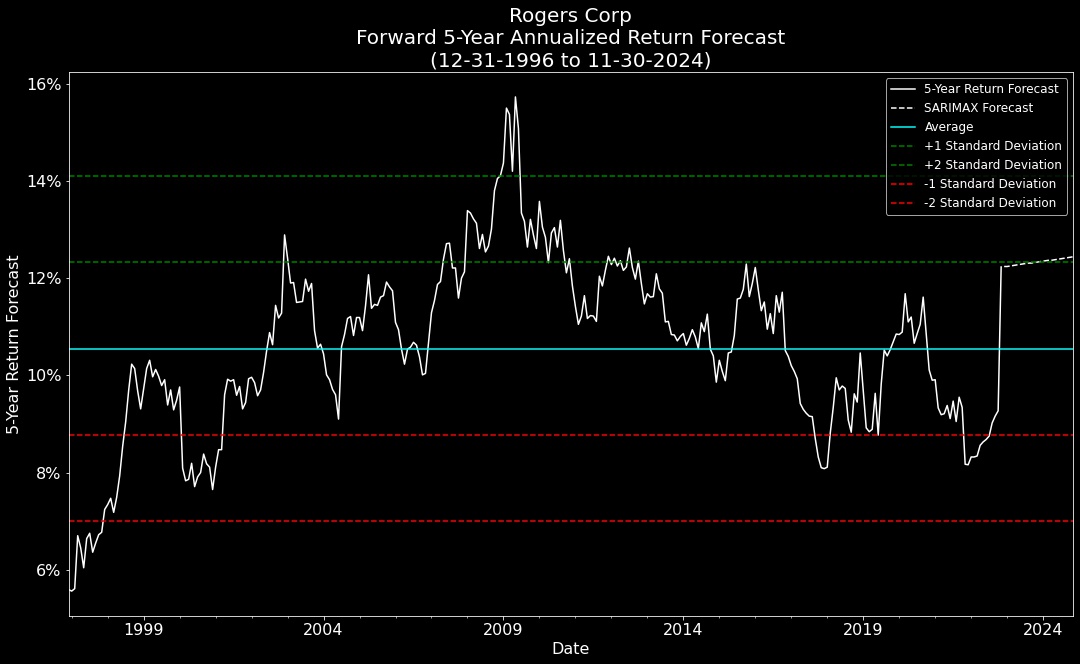 Rogers Corp
Forward 5-Year Annualized Return Forecast
(12-31-1996 to 11-30-2024)
16%
14%
12%
10%
8%
6%
5-Year Return Forecast
5-Year Return Forecast
SARIMAX Forecast
Average
+1 Standard Deviation
+2 Standard Deviation
-1 Standard Deviation
-2 Standard Deviation
1999
2004
2009
2014
2019
2024
Date